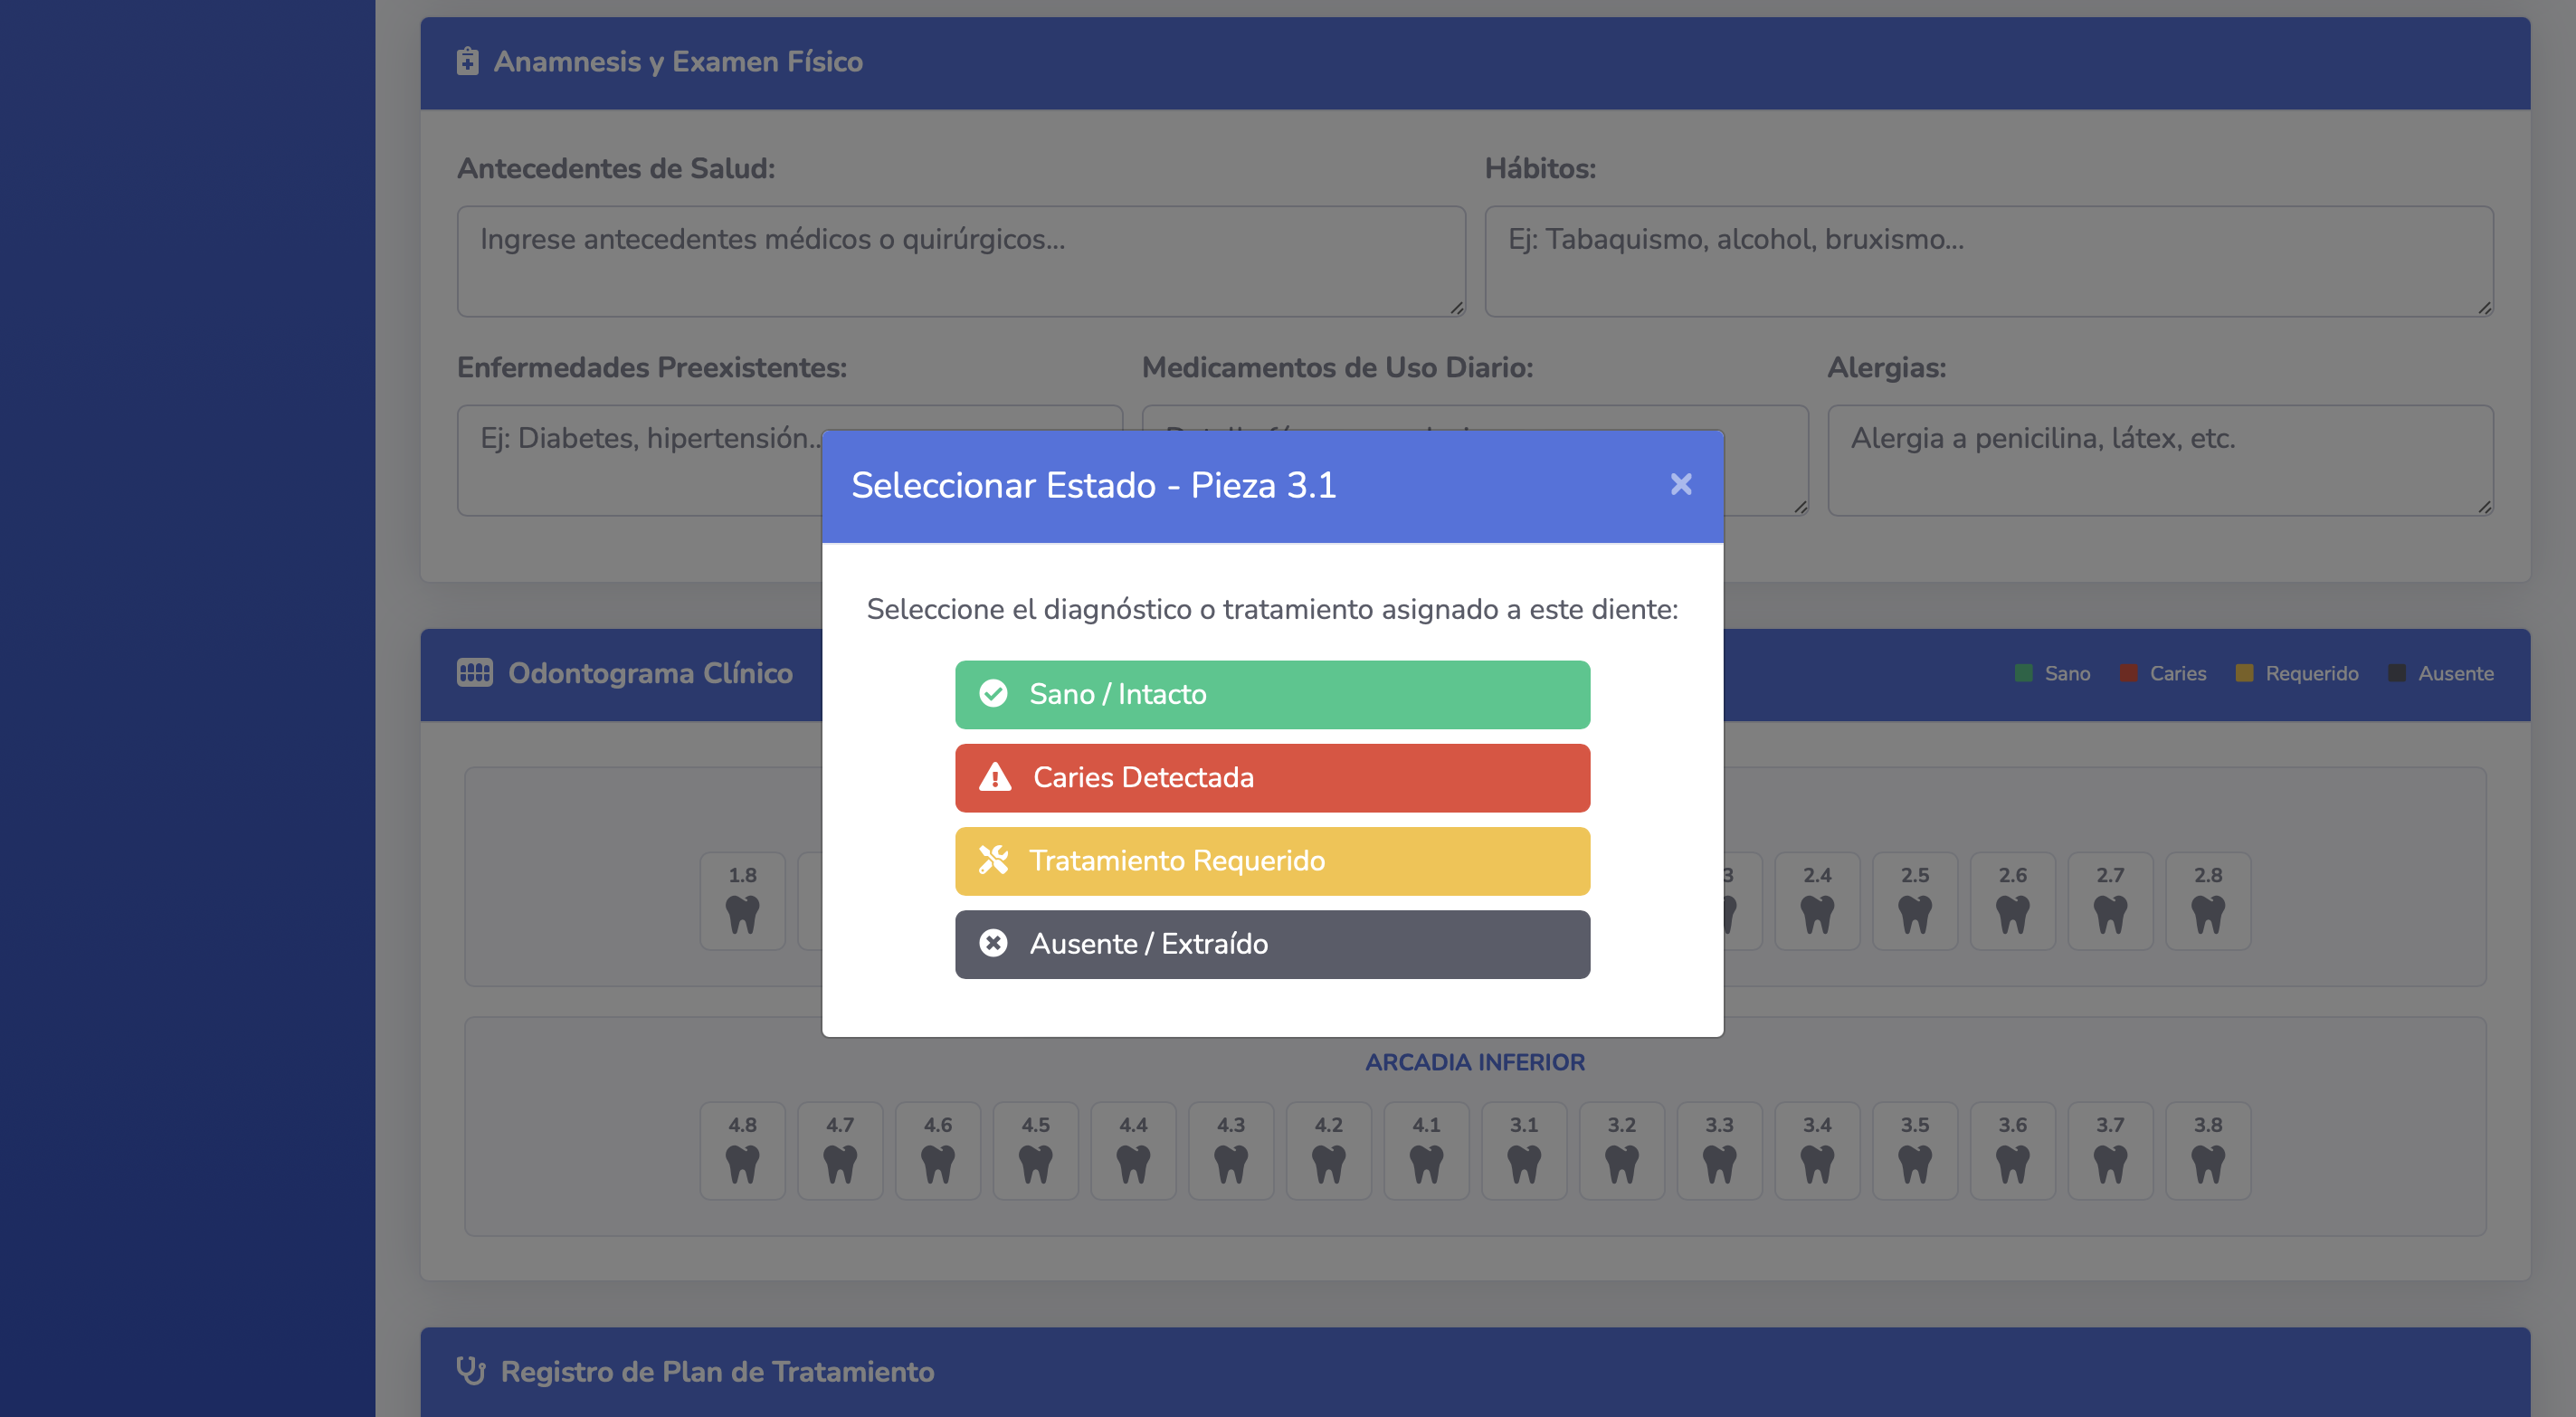 Anamnesis y Examen Físico
Antecedentes de Salud:
Hábitos:
Ingrese antecedentes médicos o quirúrgicos...
Ej: Tabaquismo, alcohol, bruxismo...
Enfermedades Preexistentes:
Medicamentos de Uso Diario:
Alergias:
Ej: Diabetes, hipertensión..
Alergia a penicilina, látex, etc.
Seleccionar Estado - Pieza 3.1
Seleccione el diagnóstico o tratamiento asignado a este diente:
Sano / Intacto
Caries Detectada
Tratamiento Requerido
Ausente / Extraído
Odontograma Clínico
Sano
Caries
Requerido
Ausente
1.8
3
2.4
2.5
2.6
2.7
2.8
ARCADIA INFERIOR
4.8
4.7
4.6
4.5
4.4
4.3
4.2
4.1
3.1
3.2
3.3
3.4
3.5
3.6
3.7
3.8
Registro de Plan de Tratamiento